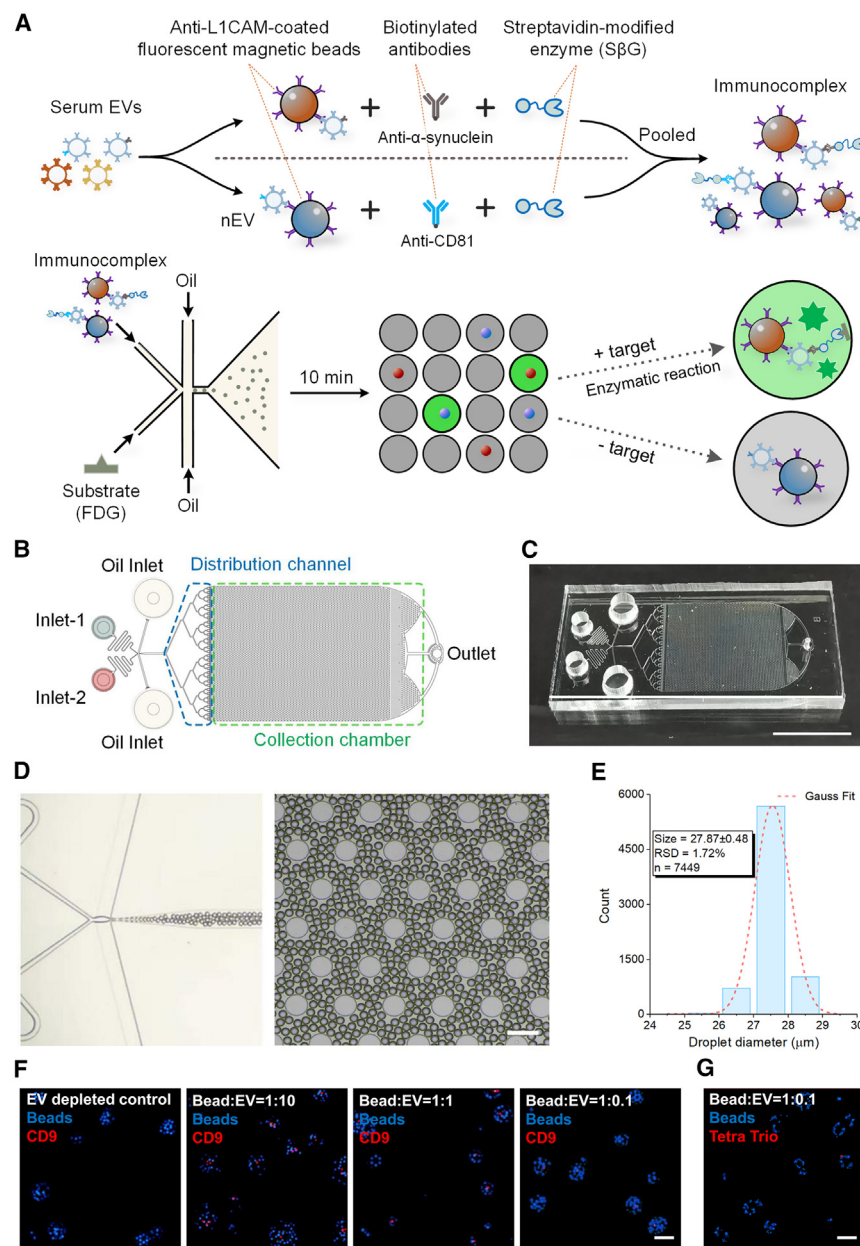 A
Anti-L1CAM-coated
fluorescent magnetic beads
Biotinylated
antibodies
Streptavidin-modified
enzyme (SβG)
Serum EVs
Immunocomplex
Anti-α-synuclein
Pooled
nEV
Anti-CD81
Immunocomplex
Oil
10 min
+ target
Enzymatic reaction
- target
Substrate
(FDG)
Oil
B
Oil Inlet
Distribution channel
Inlet-1
Inlet-2
Outlet
Oil Inlet
Collection chamber
C
D
E
6000
4500
3000
1500
0
Count
Gauss Fit
Size = 27.87±0.48
RSD = 1.72%
n = 7449
24 25 26 27 28 29 30
Droplet diameter (μm)
F
EV depleted control
Beads
CD9
Bead:EV=1:10
Beads
CD9
Bead:EV=1:1
Beads
CD9
Bead:EV=1:0.1
Beads
CD9
G
Bead:EV=1:0.1
Beads
Tetra Trio